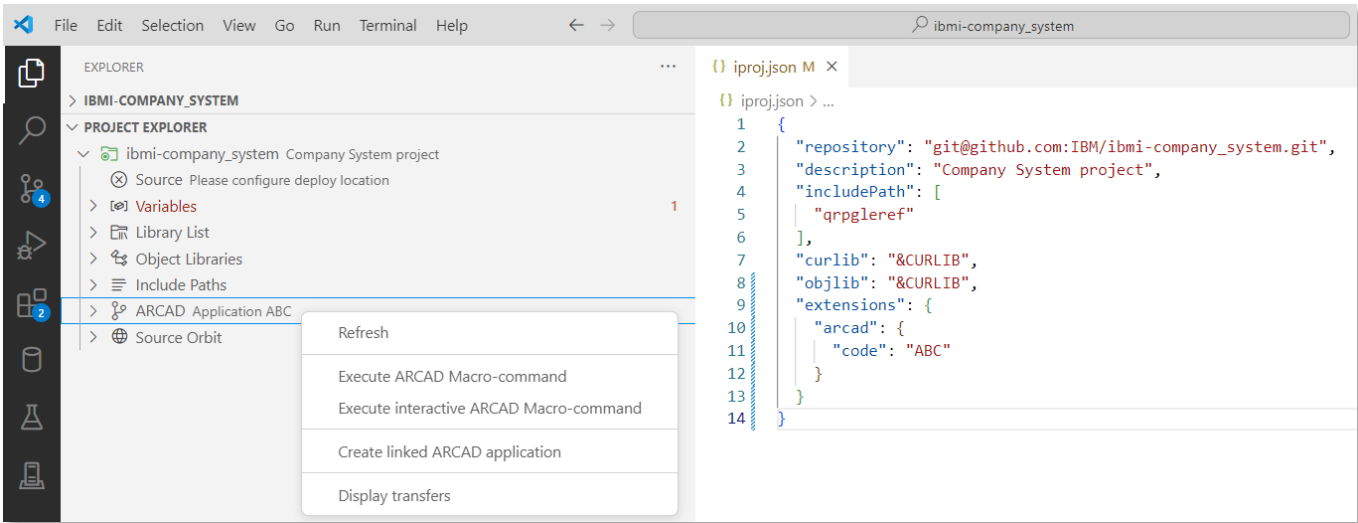 File Edit Selection View Go Run Terminal Help ibmi-company_system
EXPLORER
IBMI-COMPANY_SYSTEM
PROJECT EXPLORER
ibmi-company_system Company System project
Source Please configure deploy location
4
Variables 1
Library List
Object Libraries
Include Paths
2
ARCAD Application ABC
Source Orbit
Refresh
Execute ARCAD Macro-command
Execute interactive ARCAD Macro-command
Create linked ARCAD application
Display transfers
{} iproj.json M
{} iproj.json > ...
1 {
2 "repository": "git@github.com:IBM/ibmi-company_system.git",
3 "description": "Company System project",
4 "includePath": [
5 "qrpgleref"
6 ],
7 "curlib": "&CURLIB",
8 "objlib": "&CURLIB",
9 "extensions": {
10 "arcad": {
11 "code": "ABC"
12 }
13 }
14 }